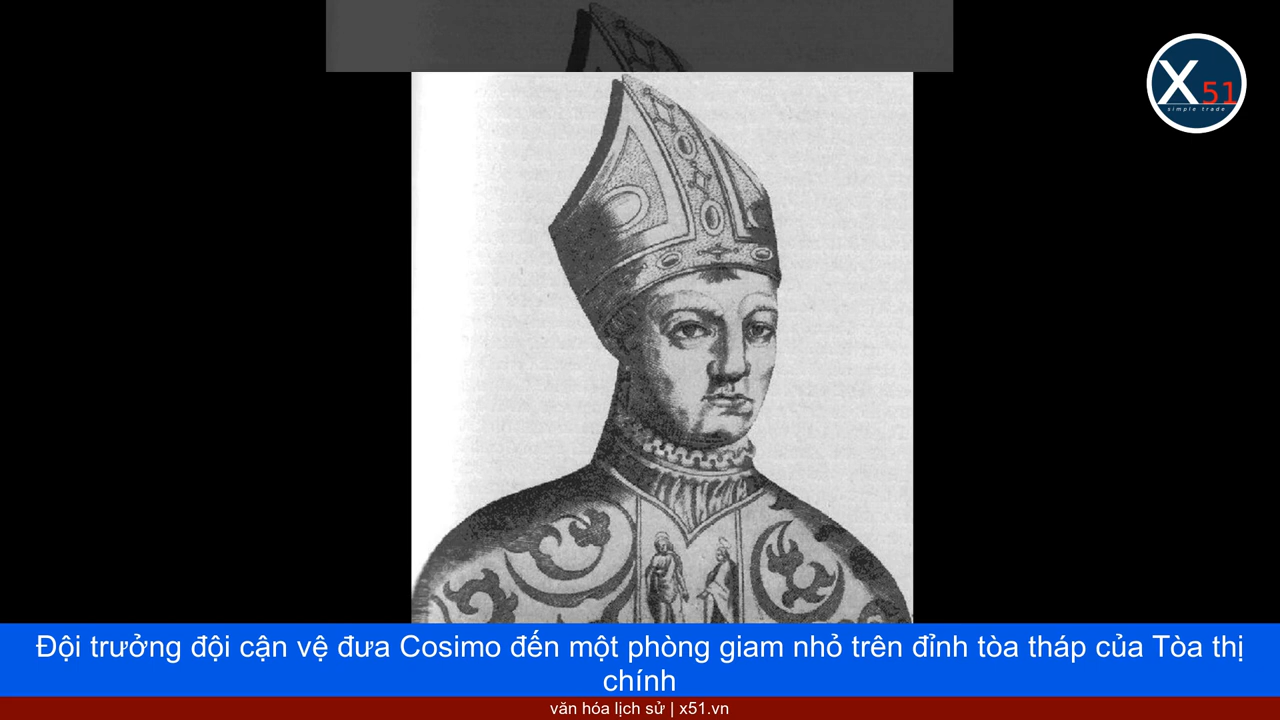 X51
simple trade
Đội trưởng đội cận vệ đưa Cosimo đến một phòng giam nhỏ trên đỉnh tòa tháp của Tòa thị
chính
văn hóa lịch sử | x51.vn